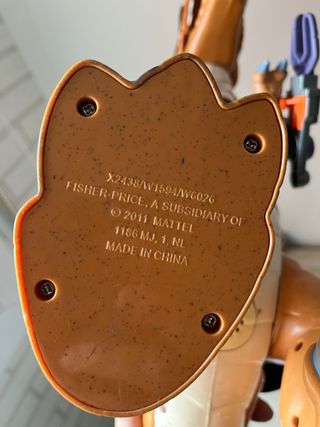 X2438/W1594/W6026
FISHER-PRICE, A SUBSIDIARY OF
© 2011 MATTEL
1186 MJ, 1, NL
MADE IN CHINA